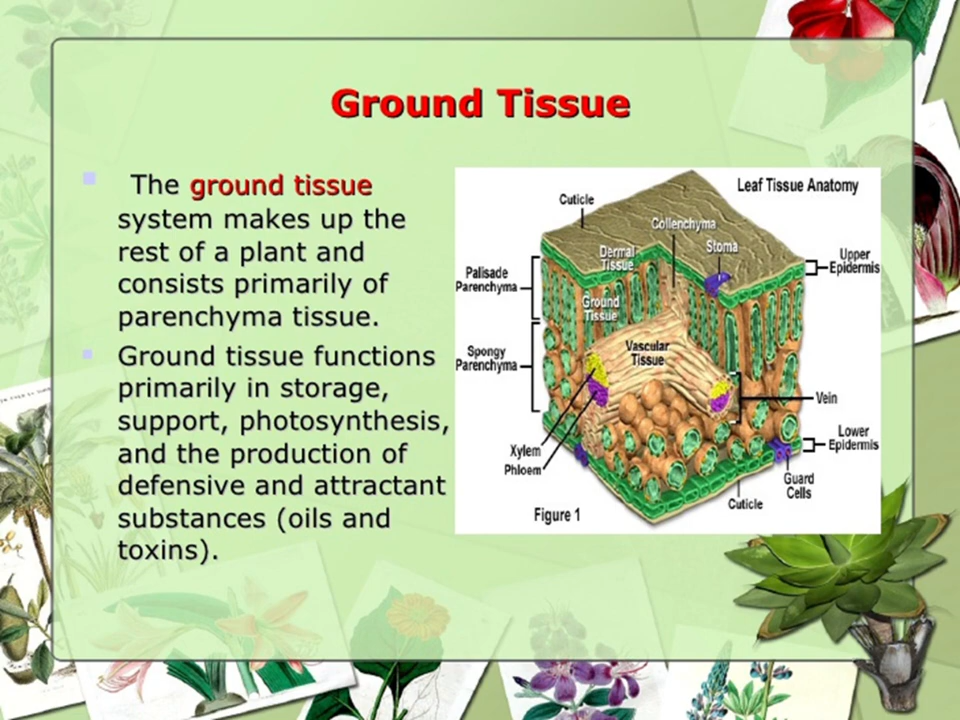 Ground Tissue
The ground tissue
system makes up the
rest of a plant and
consists primarily of
parenchyma tissue.
Ground tissue functions
primarily in storage,
support, photosynthesis,
and the production of
defensive and attractant
substances (oils and
toxins).
Leaf Tissue Anatomy
Cuticle
Collenchyma
Stoma
Dermal
Tissue
Upper
Epidermis
Palisade
Parenchyma
Ground
Tissue
Vascular
Tissue
Spongy
Parenchyma
Vein
Lower
Epidermis
Xylem
Phloem
Guard
Cells
Cuticle
Figure 1